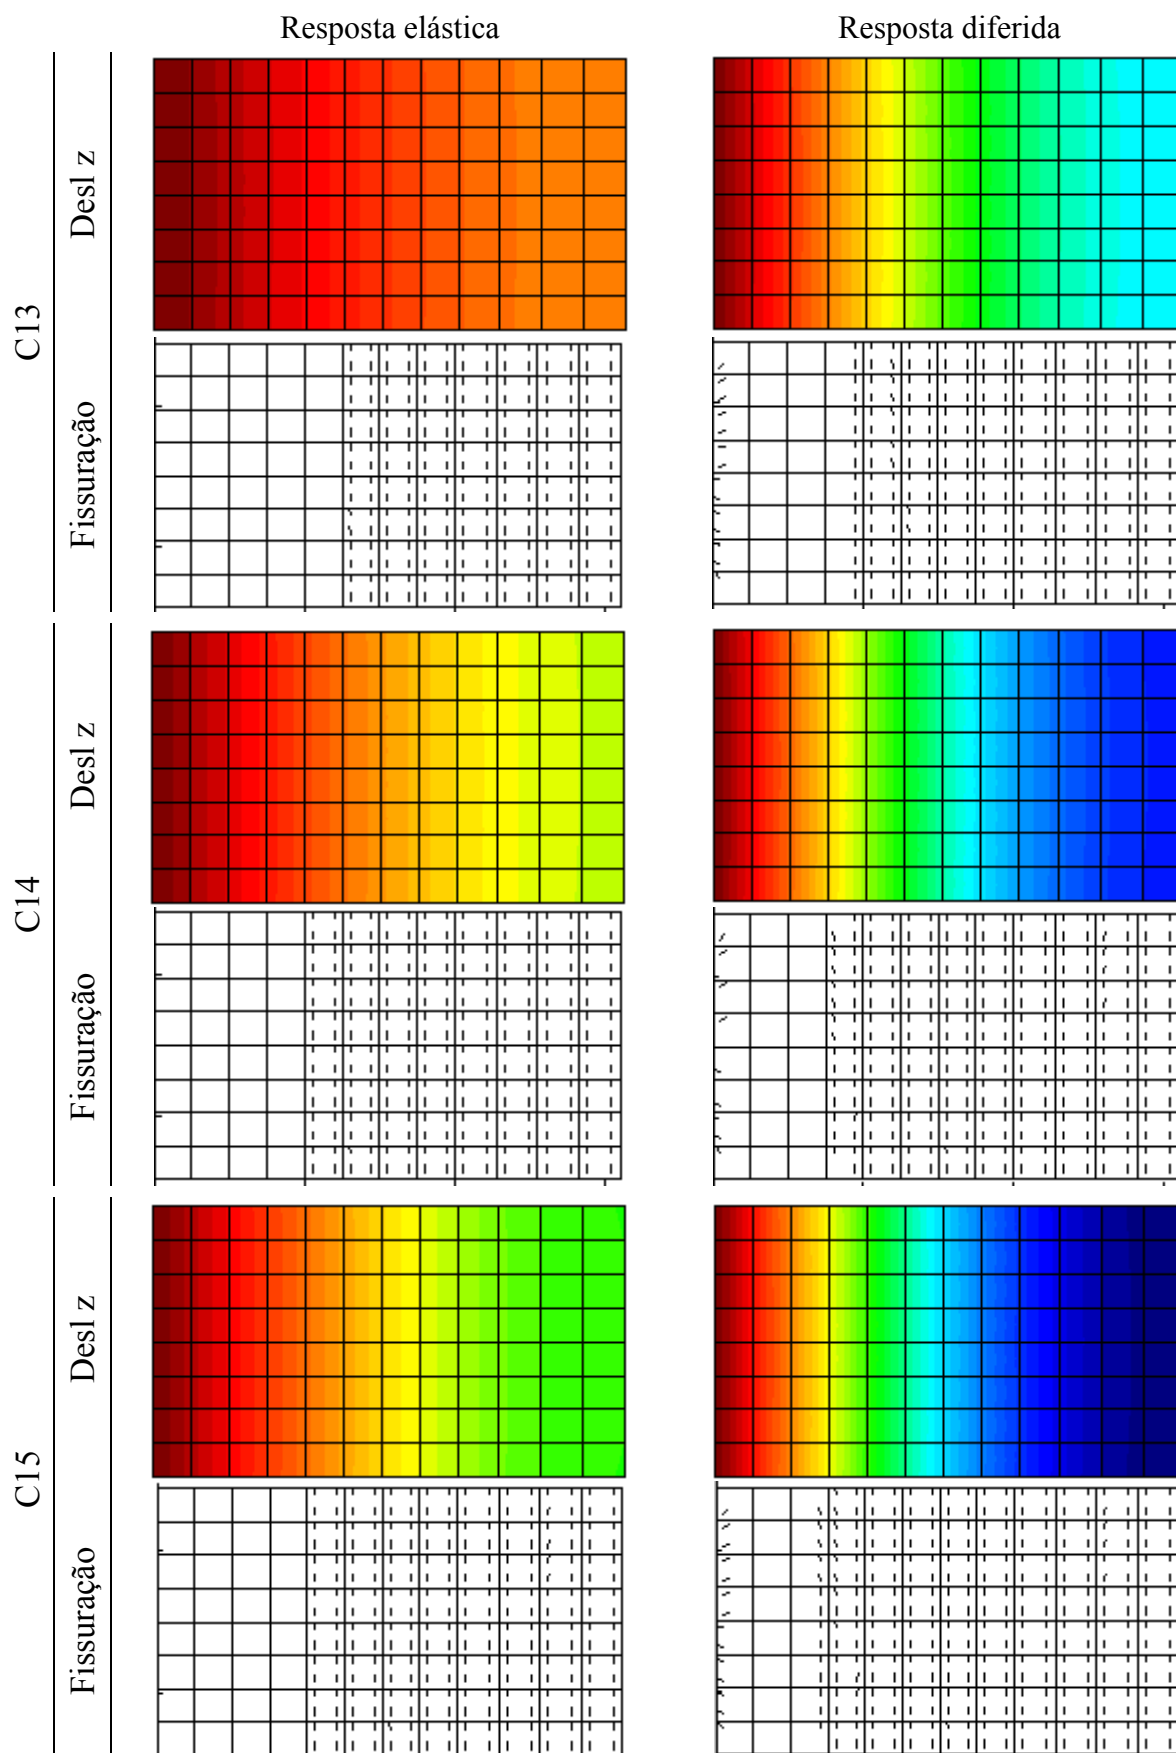 Resposta elástica
Resposta diferida
C13
Desl z
Fissuração
C14
Desl z
Fissuração
C15
Desl z
Fissuração